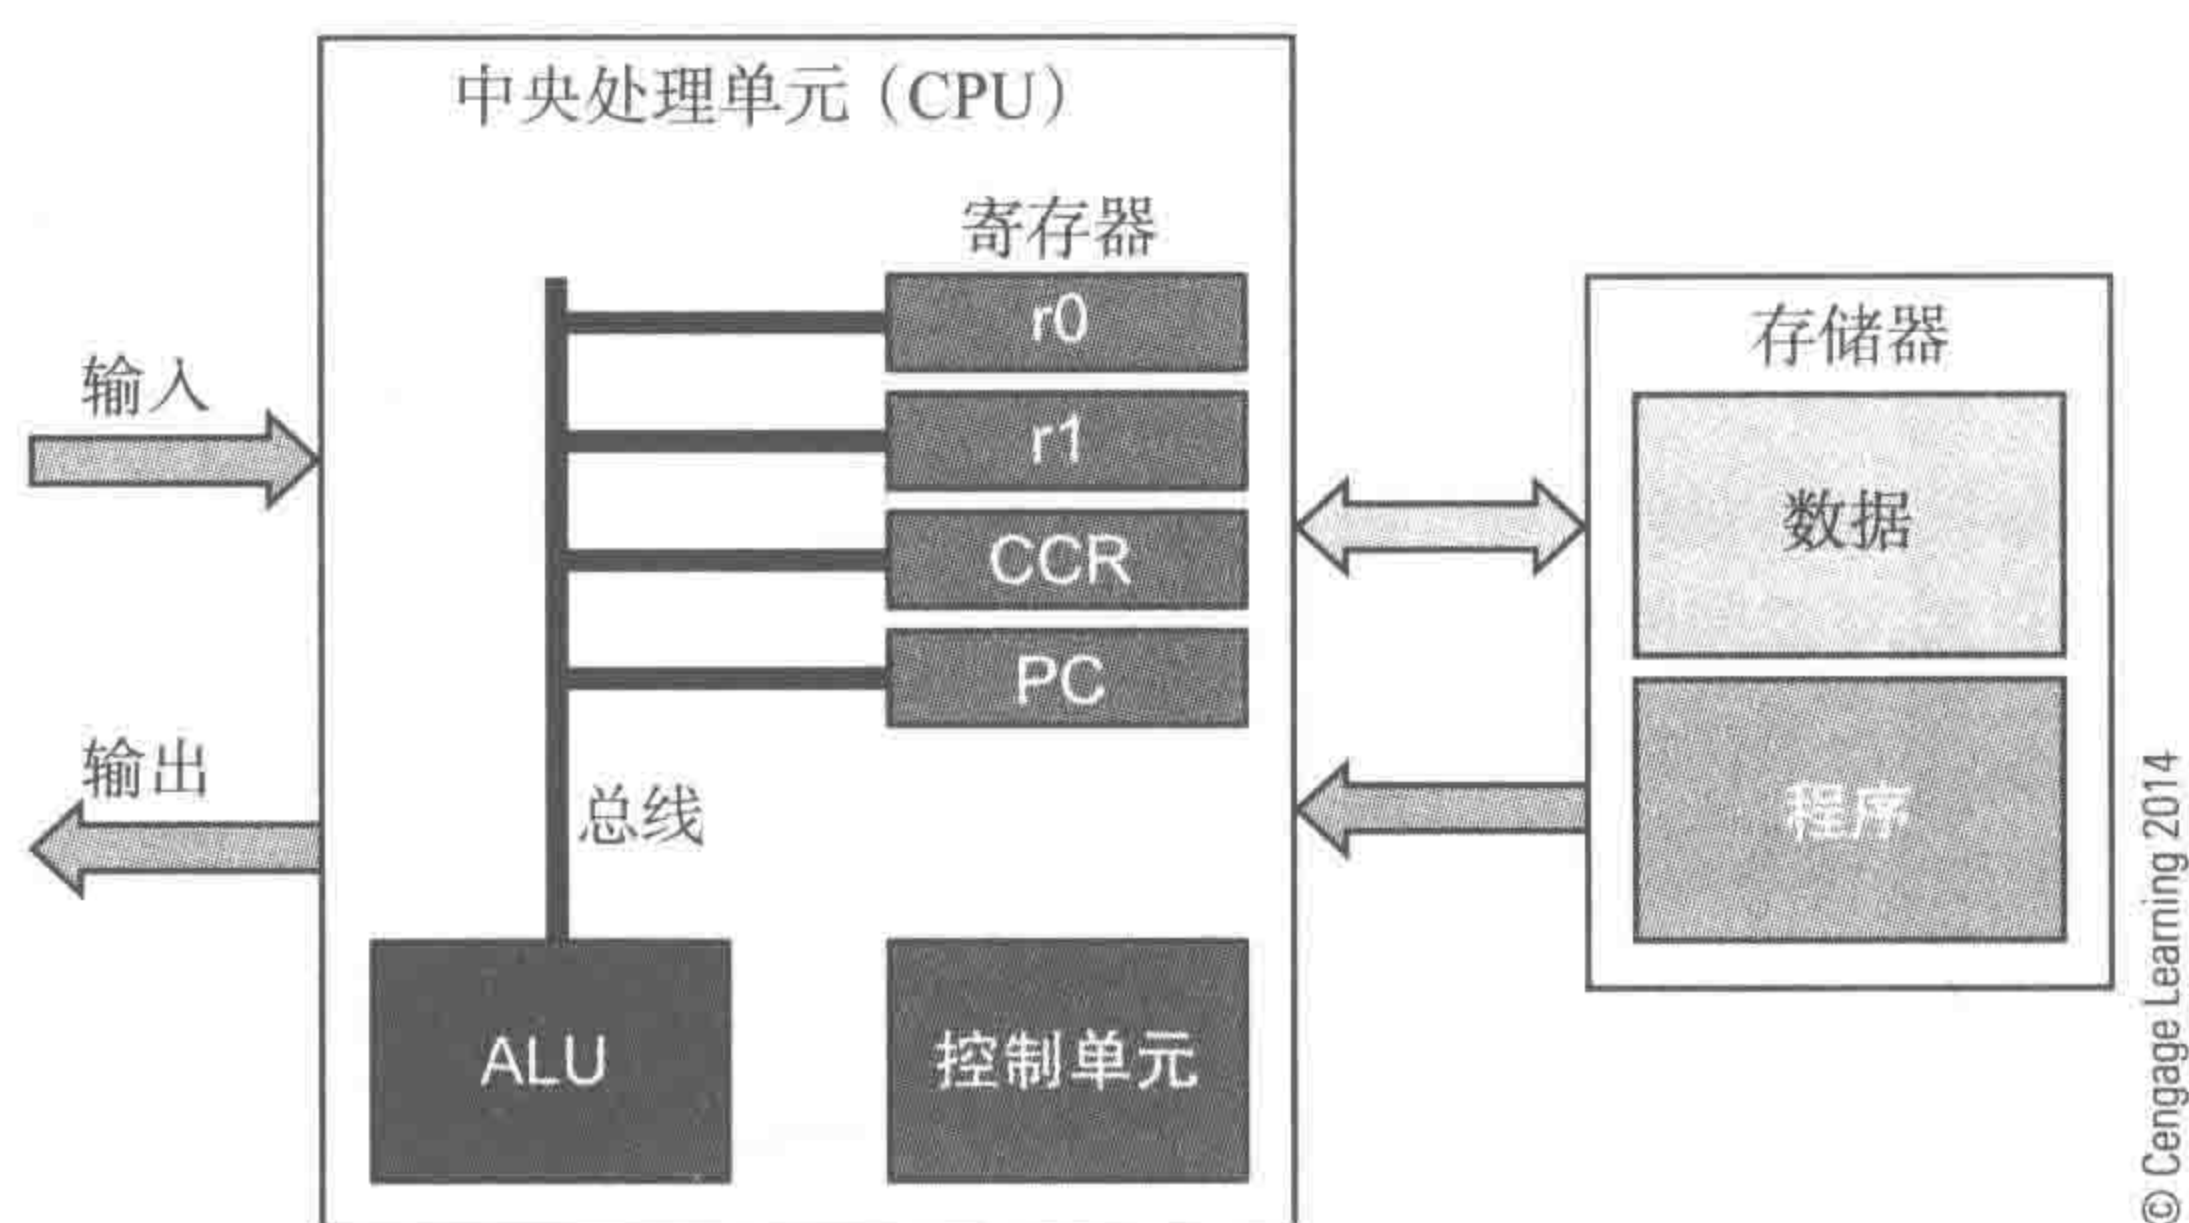 中央处理单元（CPU）
寄存器
r0
r1
CCR
PC
输入
输出
总线
ALU
控制单元
存储器
数据
程序
© Cengage Learning 2014